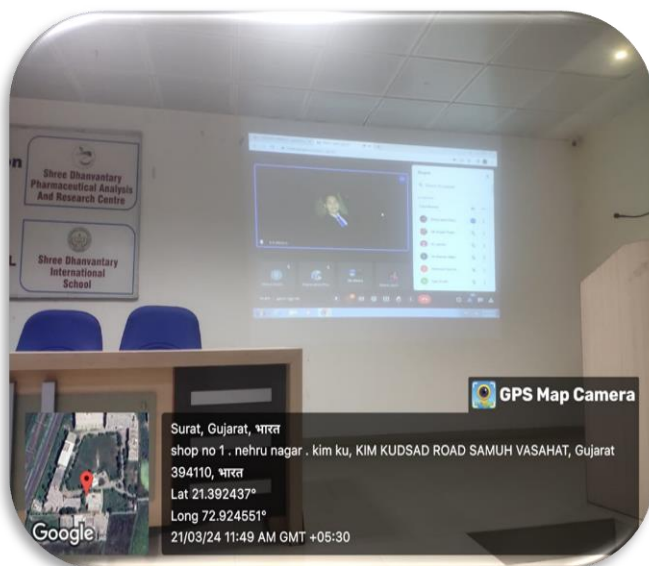 on
Shree Dhanvantary
Pharmaceutical Analysis
And Research Centre
Shree Dhanvantary
International
School
GPS Map Camera
Surat, Gujarat, भारत
shop no 1 . nehru nagar . kim ku, KIM KUDSAD ROAD SAMUH VASAHAT, Gujarat
394110, भारत
Lat 21.392437°
Long 72.924551°
21/03/24 11:49 AM GMT +05:30
Google